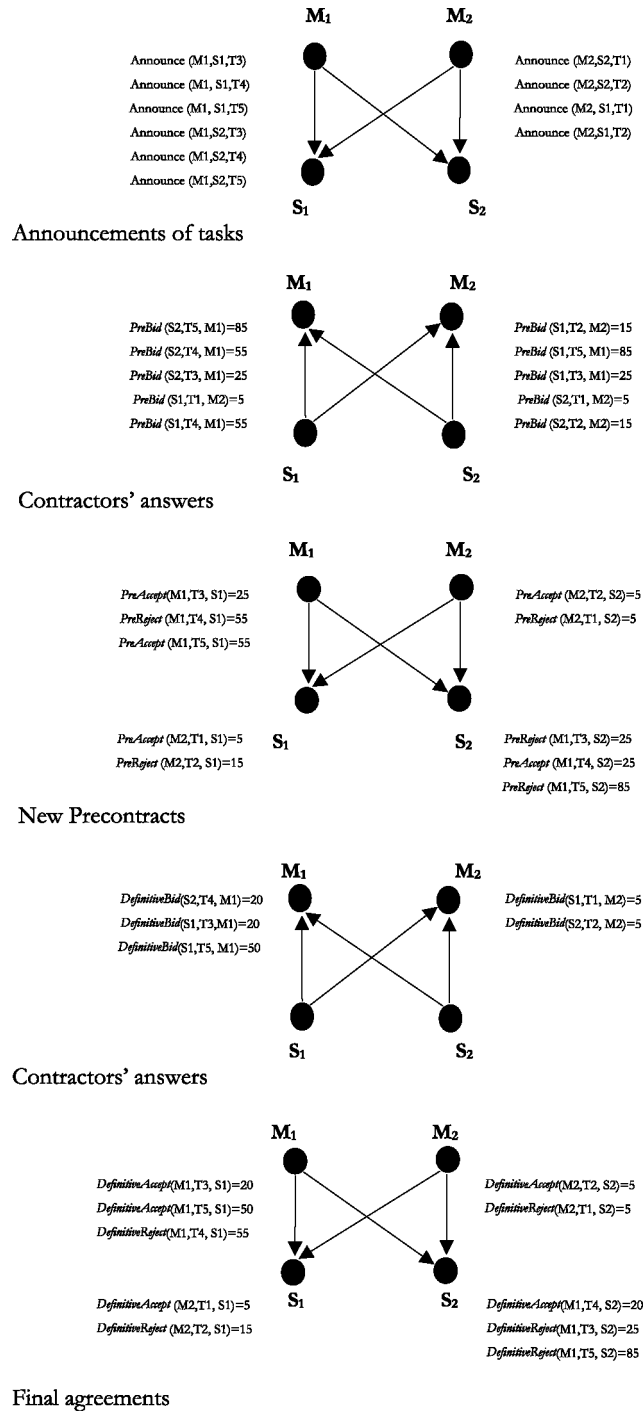 M1 M2
Announce (M1,S1,T3)
Announce (M1, S1,T4)
Announce (M1, S1,T5)
Announce (M1,S2,T3)
Announce (M1,S2,T4)
Announce (M1,S2,T5)
Announce (M2,S2,T1)
Announce (M2,S2,T2)
Announce (M2, S1,T1)
Announce (M2,S1,T2)
S1 S2
Announcements of tasks
M1 M2
PreBid (S2,T5, M1)=85
PreBid (S2,T4, M1)=55
PreBid (S2,T3, M1)=25
PreBid (S1,T1, M2)=5
PreBid (S1,T4, M1)=55
PreBid (S1,T2, M2)=15
PreBid (S1,T5, M1)=85
PreBid (S1,T3, M1)=25
PreBid (S2,T1, M2)=5
PreBid (S2,T2, M2)=15
S1 S2
Contractors’ answers
M1 M2
PreAccept(M1,T3, S1)=25
PreReject (M1,T4, S1)=55
PreAccept (M1,T5, S1)=55
PreAccept (M2,T2, S2)=5
PreReject (M2,T1, S2)=5
S1 S2
PreAccept (M2,T1, S1)=5
PreReject (M2,T2, S1)=15
PreReject (M1,T3, S2)=25
PreAccept (M1,T4, S2)=25
PreReject (M1,T5, S2)=85
New Precontracts
M1 M2
DefinitiveBid(S2,T4, M1)=20
DefinitiveBid(S1,T3,M1)=20
DefinitiveBid(S1,T5, M1)=50
DefinitiveBid(S1,T1, M2)=5
DefinitiveBid(S2,T2, M2)=5
S1 S2
Contractors’ answers
M1 M2
DefinitiveAccept(M1,T3, S1)=20
DefinitiveAccept(M1,T5, S1)=50
DefinitiveReject(M1,T4, S1)=55
DefinitiveAccept(M2,T2, S2)=5
DefinitiveReject(M2,T1, S2)=5
S1 S2
DefinitiveAccept (M2,T1, S1)=5
DefinitiveReject (M2,T2, S1)=15
DefinitiveAccept(M1,T4, S2)=20
DefinitiveReject(M1,T3, S2)=25
DefinitiveReject(M1,T5, S2)=85
Final agreements